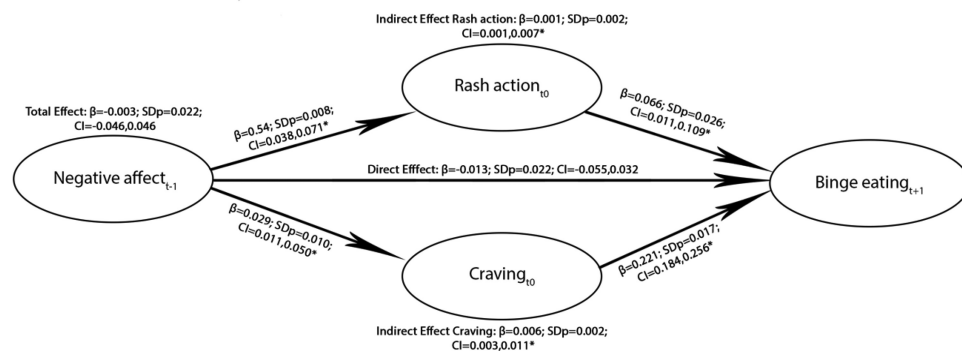 Indirect Effect Rash action: β=0.001; SDp=0.002;
CI=0.001,0.007*
Rash action t0
Total Effect: β=-0.003; SDp=0.022;
CI=-0.046,0.046
β=0.54; SDp=0.008;
CI=0.038,0.071*
β=0.066; SDp=0.026;
CI=0.011,0.109*
Negative affect t-1
Direct Efffect: β=-0.013; SDp=0.022; CI=-0.055,0.032
Binge eating t+1
β=0.029; SDp=0.010;
CI=0.011,0.050*
β=0.221; SDp=0.017;
CI=0.184,0.256*
Craving t0
Indirect Effect Craving: β=0.006; SDp=0.002;
CI=0.003,0.011*